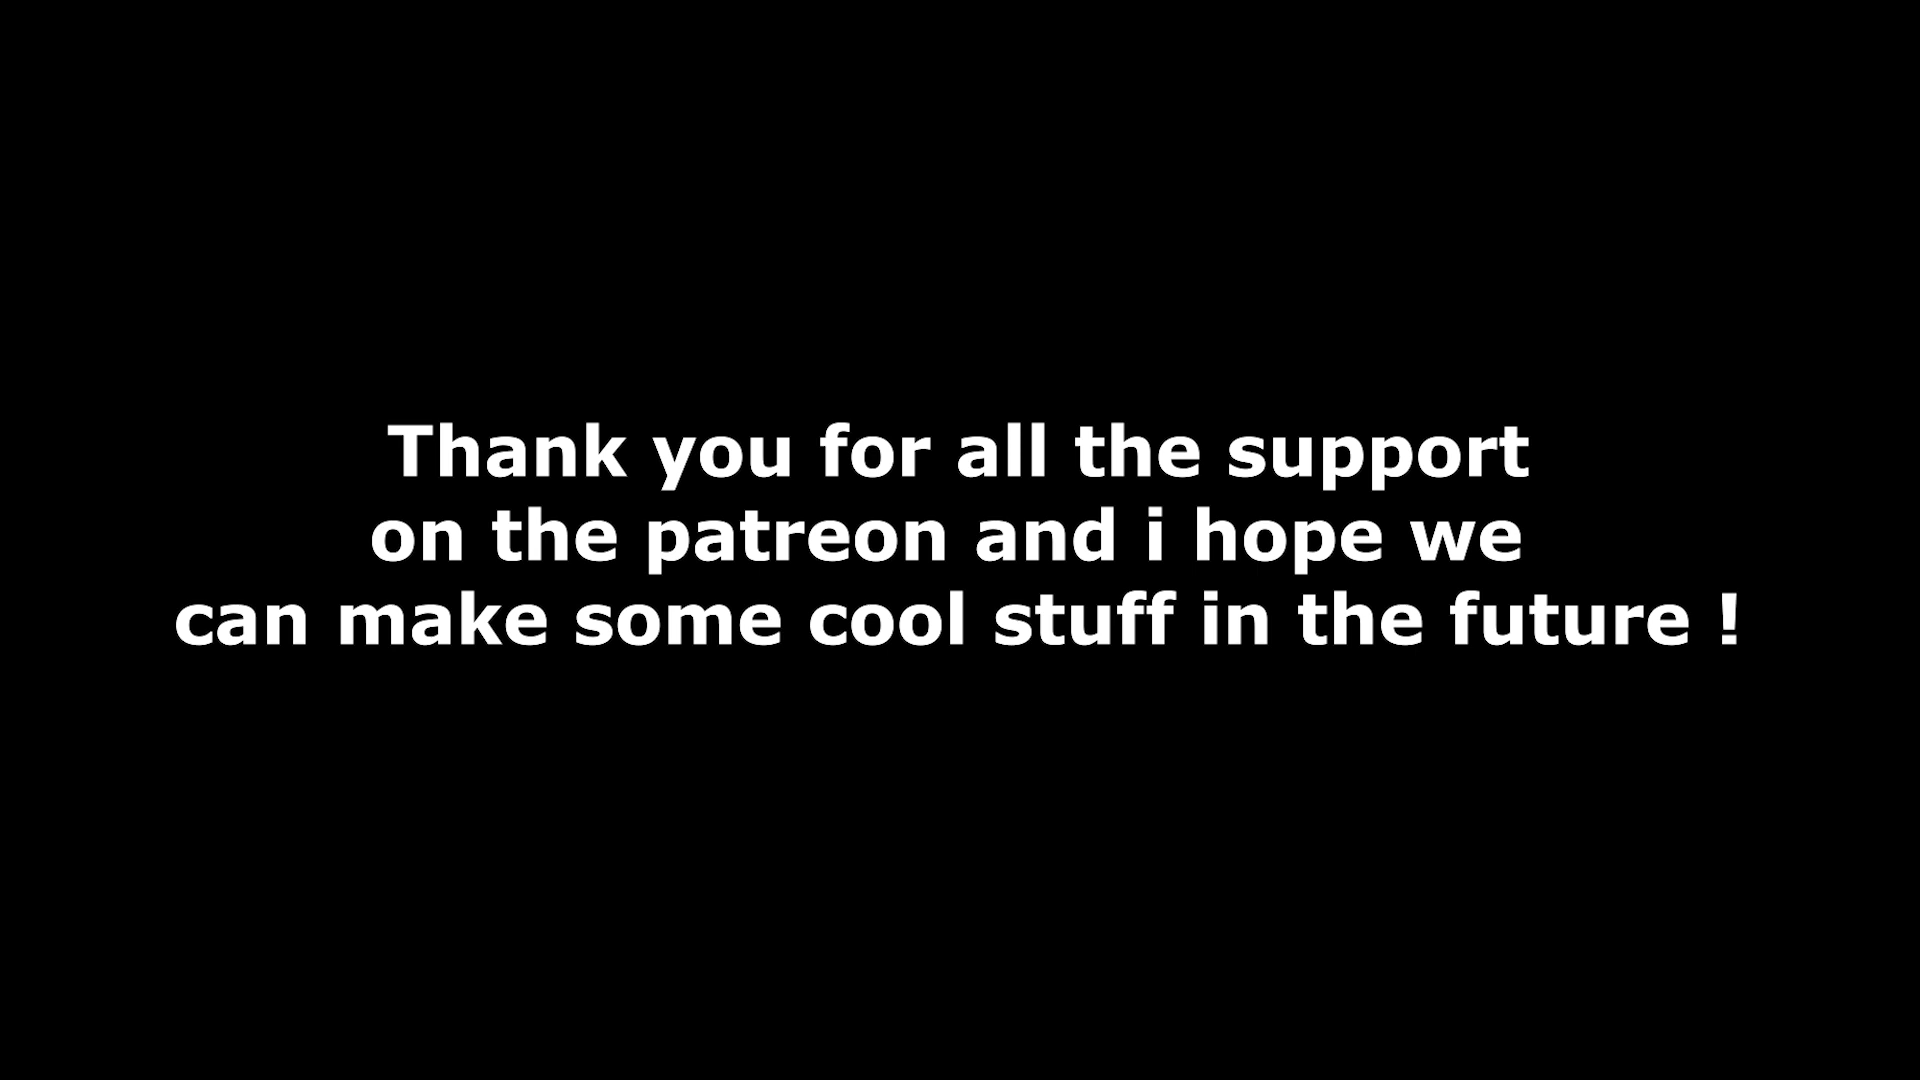 Thank you for all the support
on the patreon and i hope we
can make some cool stuff in the future !